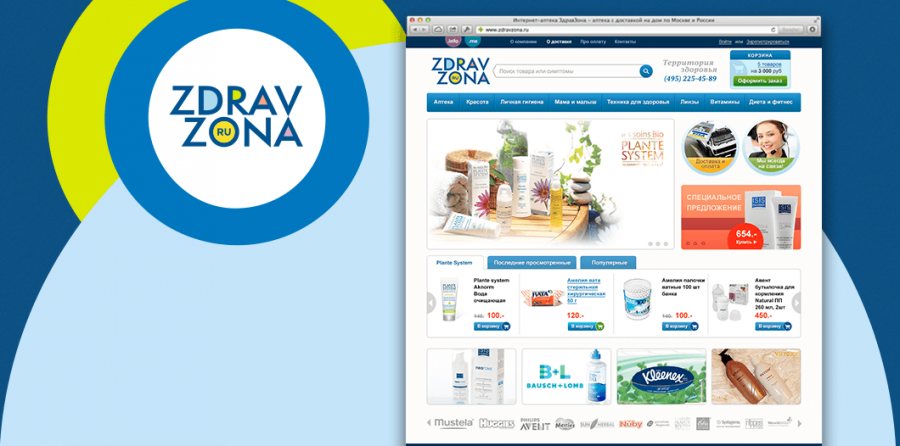 ZDRAV
ZONA
RU
Интернет-аптека ЗдравЗона – аптека с доставкой на дом по Москве и России
www.zdravzona.ru
info
me
О компании
О доставке
Про оплату
Контакты
Войти или Зарегистрироваться
ZDRAV
ZONA
RU
Поиск товара или симптомы
Территория
здоровья
(495) 225-45-89
КОРЗИНА
5 товаров
на 3 000 руб
Оформить заказ
Аптека
Красота
Личная гигиена
Мама и малыш
Техника для здоровья
Линзы
Витамины
Диета и фитнес
soins Bio
PLANTE
SYSTEM
Доставка и
оплата
Мы всегда
на связи!
СПЕЦИАЛЬНОЕ
ПРЕДЛОЖЕНИЕ
ISIS
654.-
Купить
Plante System
Последние просмотренные
Популярные
Plante system
Aknorm
Вода
очищающая
140.- 100.-
В корзину
Амелия вата
стерильная
хирургическая
50 г
120.-
В корзину
Амелия палочки
ватные 100 шт
банка
140.- 100.-
В корзину
Авент
бутылочка для
кормления
Natural ПП
260 мл, 2шт
450.-
В корзину
B+L
BAUSCH+LOMB
Kleenex
Mustela
HUGGIES
PHILIPS
AVENT
Merries
SUN HERBAL
Nuby